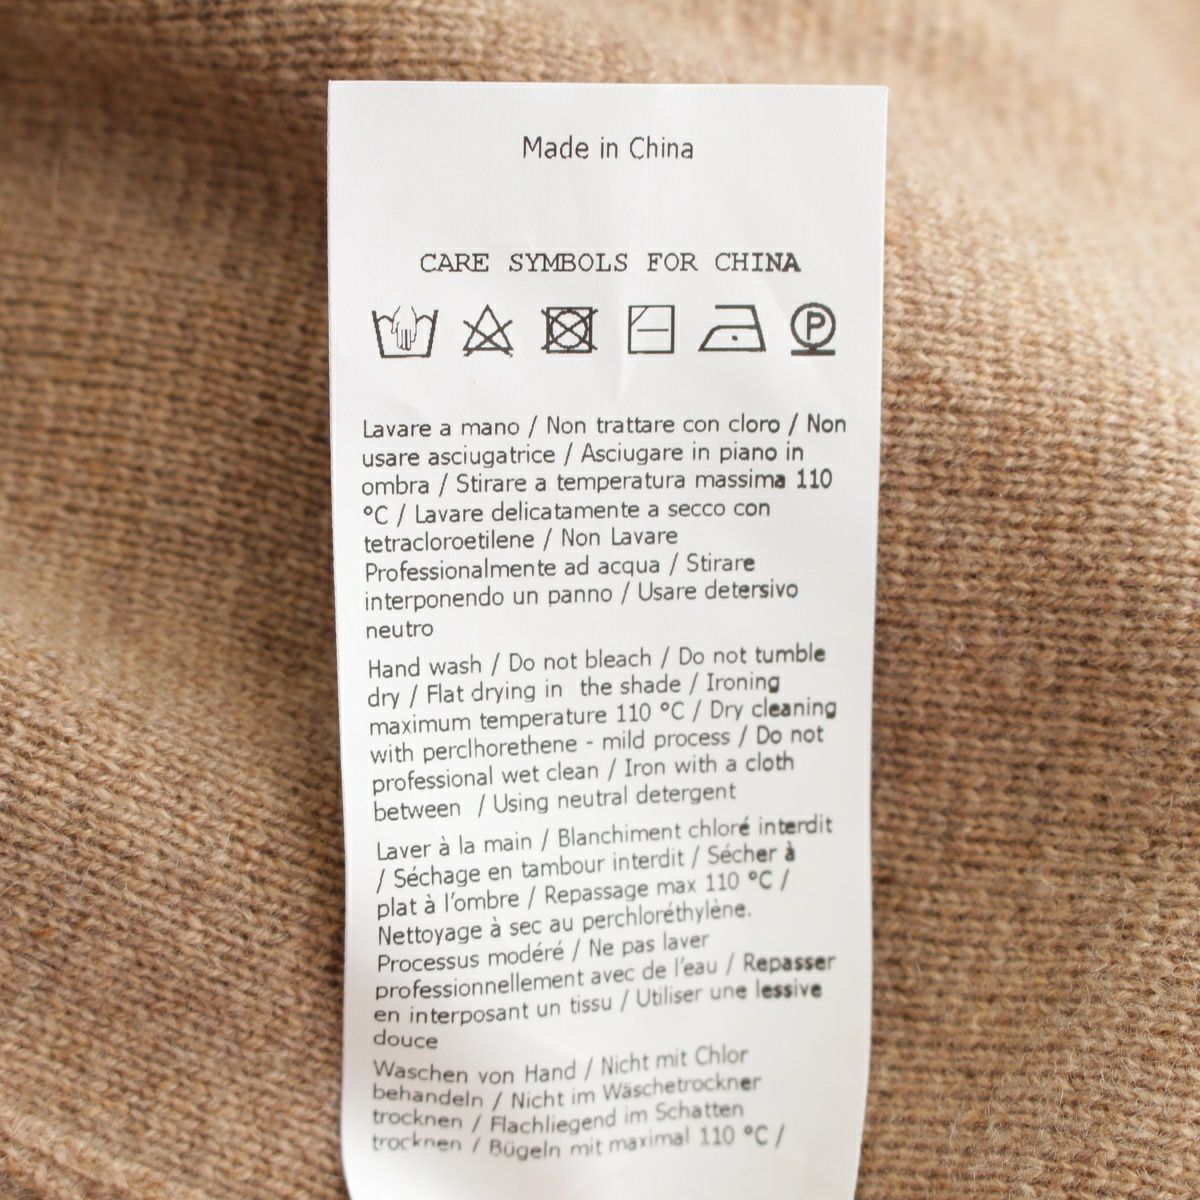 Made in China
CARE SYMBOLS FOR CHINA
P
Lavare a mano / Non trattare con cloro / Non
usare asciugatrice / Asciugare in piano in
ombra / Stirare a temperatura massima 110
°C / Lavare delicatamente a secco con
tetracloroetilene / Non Lavare
Professionalmente ad acqua / Stirare
interponendo un panno / Usare detersivo
neutro
Hand wash / Do not bleach / Do not tumble
dry / Flat drying in the shade / Ironing
maximum temperature 110 °C / Dry cleaning
with perclhorethene - mild process / Do not
professional wet clean / Iron with a cloth
between / Using neutral detergent
Laver à la main / Blanchiment chloré interdit
/ Séchage en tambour interdit / Sécher à
plat à l'ombre / Repassage max 110 °C /
Nettoyage à sec au perchloréthylène.
Processus modéré / Ne pas laver
professionnellement avec de l'eau / Repasser
en interposant un tissu / Utiliser une lessive
douce
Waschen von Hand / Nicht mit Chlor
behandeln / Nicht im Wäschetrockner
trocknen / Flachliegend im Schatten
trocknen / Bügeln mit maximal 110 °C /